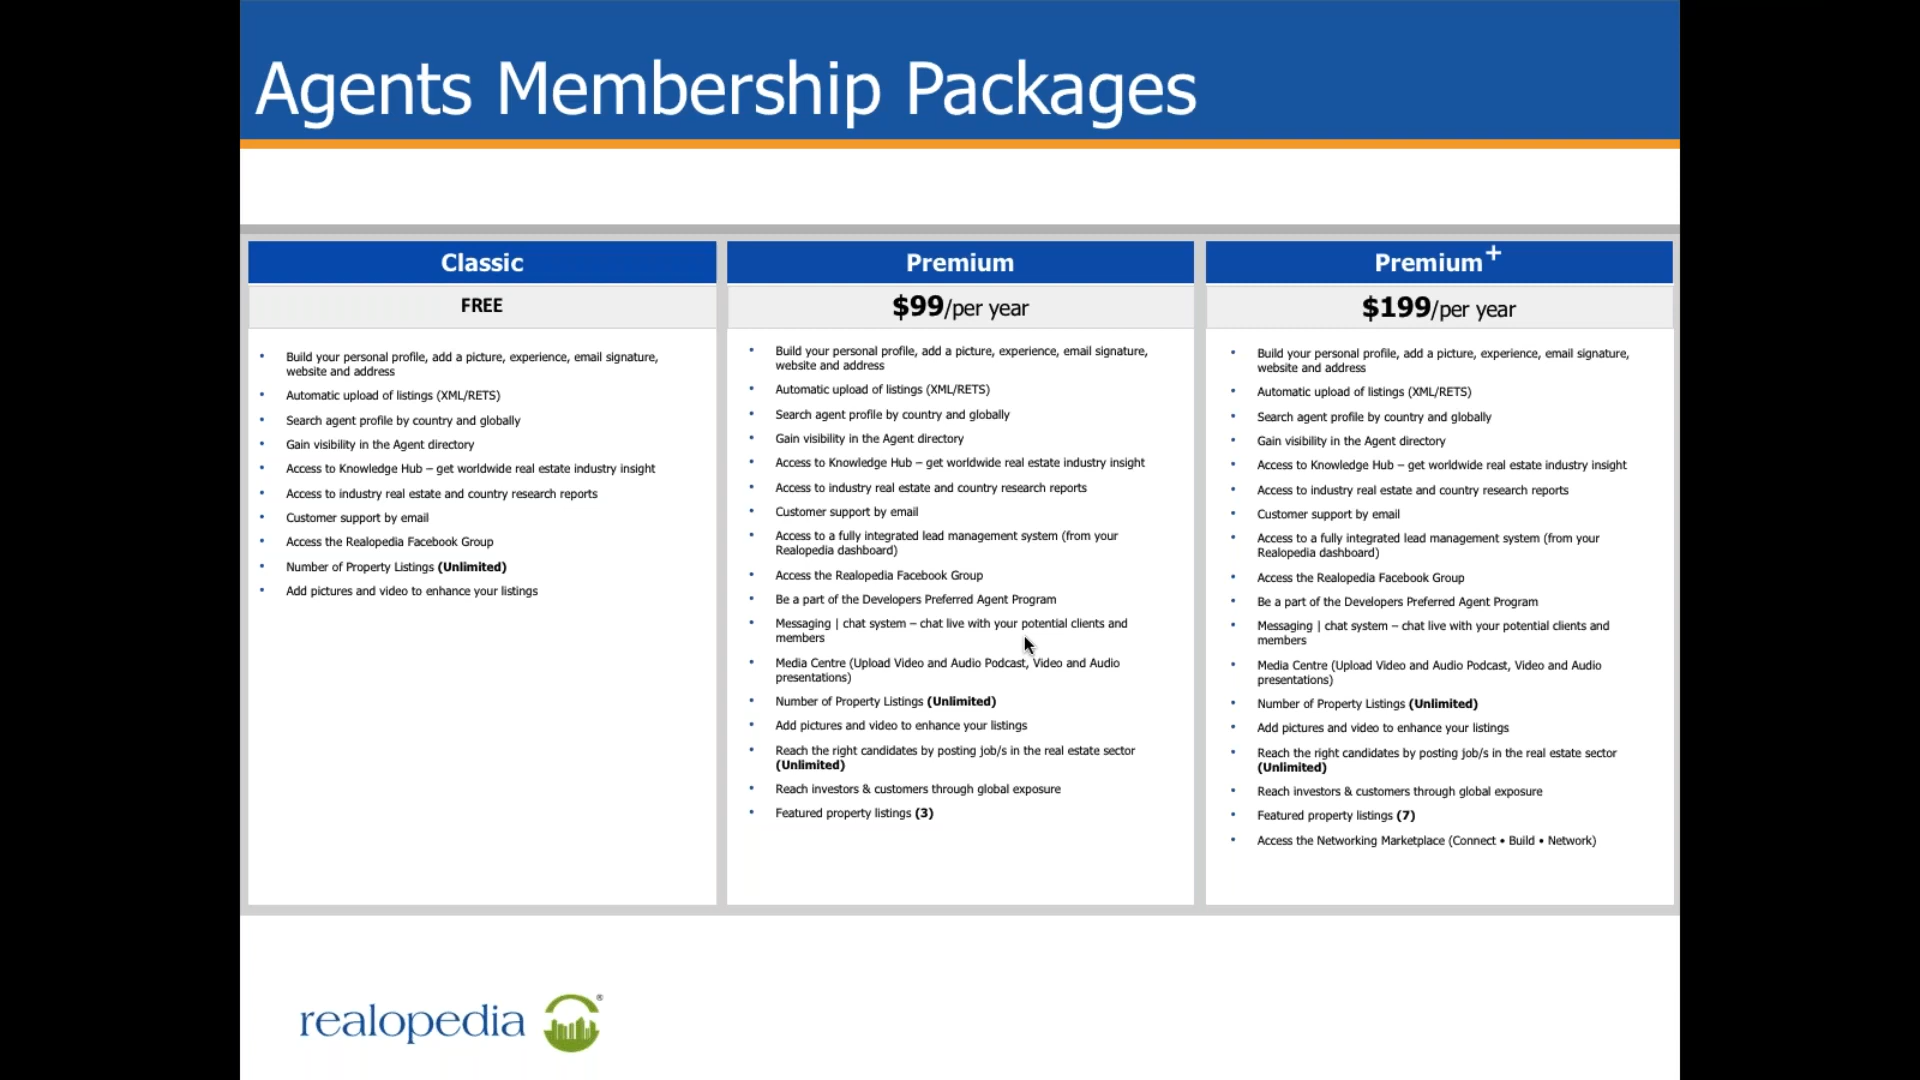 Agents Membership Packages
Classic
FREE
• Build your personal profile, add a picture, experience, email signature,
website and address
• Automatic upload of listings (XML/RETS)
• Search agent profile by country and globally
• Gain visibility in the Agent directory
• Access to Knowledge Hub – get worldwide real estate industry insight
• Access to industry real estate and country research reports
• Customer support by email
• Access the Realopedia Facebook Group
• Number of Property Listings (Unlimited)
• Add pictures and video to enhance your listings
Premium
$99/per year
• Build your personal profile, add a picture, experience, email signature,
website and address
• Automatic upload of listings (XML/RETS)
• Search agent profile by country and globally
• Gain visibility in the Agent directory
• Access to Knowledge Hub – get worldwide real estate industry insight
• Access to industry real estate and country research reports
• Customer support by email
• Access to a fully integrated lead management system (from your
Realopedia dashboard)
• Access the Realopedia Facebook Group
• Be a part of the Developers Preferred Agent Program
• Messaging | chat system – chat live with your potential clients and
members
• Media Centre (Upload Video and Audio Podcast, Video and Audio
presentations)
• Number of Property Listings (Unlimited)
• Add pictures and video to enhance your listings
• Reach the right candidates by posting job/s in the real estate sector
(Unlimited)
• Reach investors & customers through global exposure
• Featured property listings (3)
Premium+
$199/per year
• Build your personal profile, add a picture, experience, email signature,
website and address
• Automatic upload of listings (XML/RETS)
• Search agent profile by country and globally
• Gain visibility in the Agent directory
• Access to Knowledge Hub – get worldwide real estate industry insight
• Access to industry real estate and country research reports
• Customer support by email
• Access to a fully integrated lead management system (from your
Realopedia dashboard)
• Access the Realopedia Facebook Group
• Be a part of the Developers Preferred Agent Program
• Messaging | chat system – chat live with your potential clients and
members
• Media Centre (Upload Video and Audio Podcast, Video and Audio
presentations)
• Number of Property Listings (Unlimited)
• Add pictures and video to enhance your listings
• Reach the right candidates by posting job/s in the real estate sector
(Unlimited)
• Reach investors & customers through global exposure
• Featured property listings (7)
• Access the Networking Marketplace (Connect • Build • Network)
realopedia ®